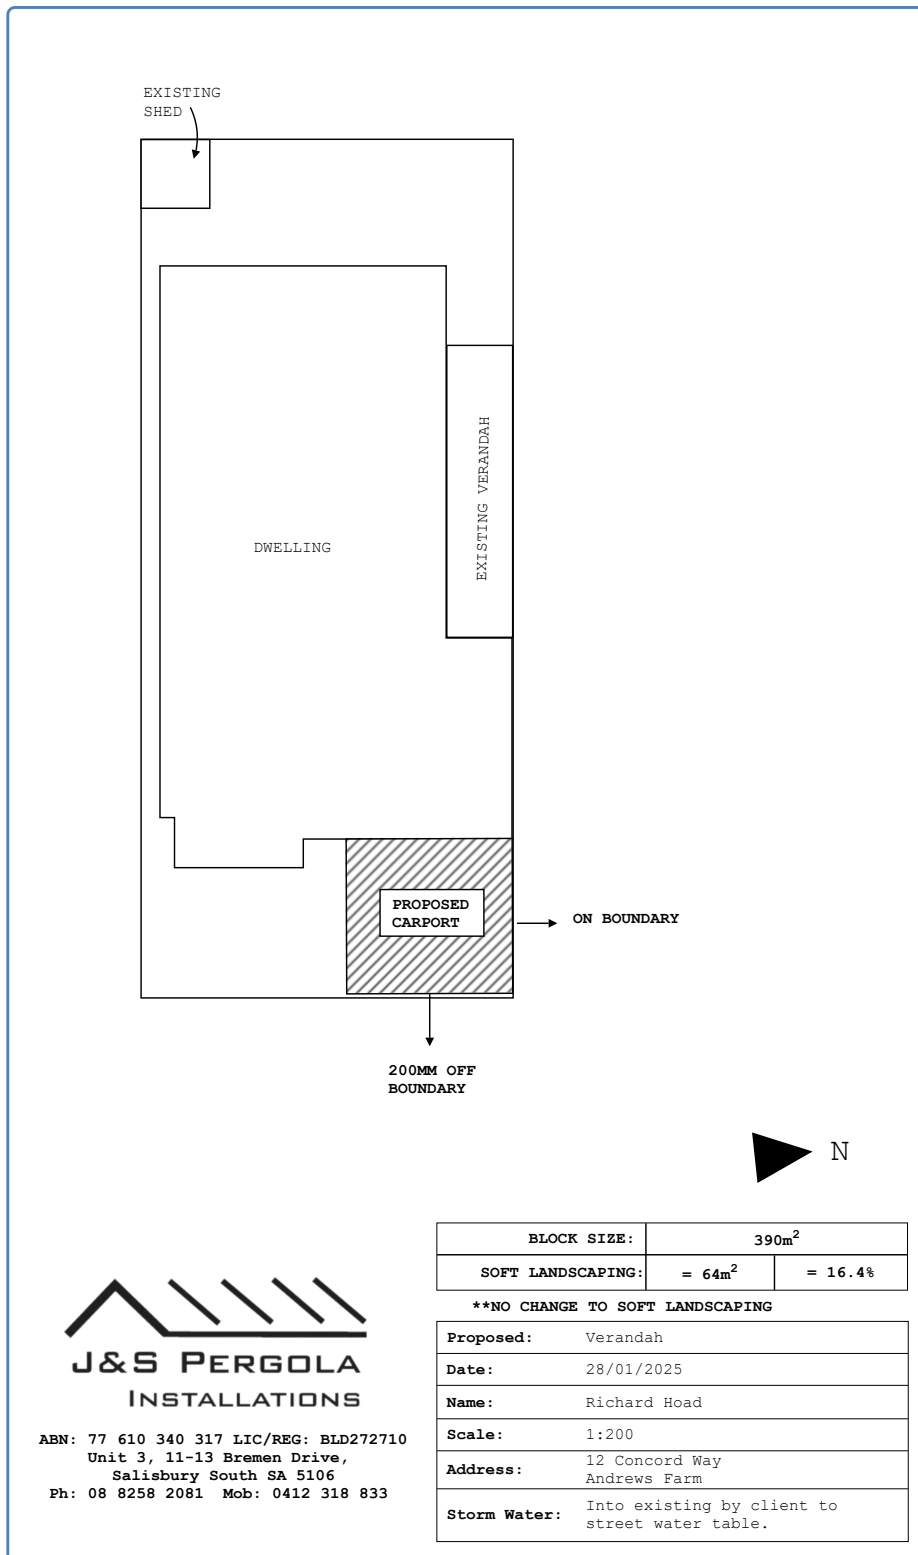 EXISTING
SHED
EXISTING VERANDAH
DWELLING
PROPOSED
CARPORT
ON BOUNDARY
200MM OFF
BOUNDARY
N
BLOCK SIZE: 390m²
SOFT LANDSCAPING: = 64m² = 16.4%
**NO CHANGE TO SOFT LANDSCAPING
J&S PERGOLA
INSTALLATIONS
ABN: 77 610 340 317 LIC/REG: BLD272710
Unit 3, 11-13 Bremen Drive,
Salisbury South SA 5106
Ph: 08 8258 2081 Mob: 0412 318 833
Proposed: Verandah
Date: 28/01/2025
Name: Richard Hoad
Scale: 1:200
Address: 12 Concord Way
Andrews Farm
Storm Water: Into existing by client to
street water table.